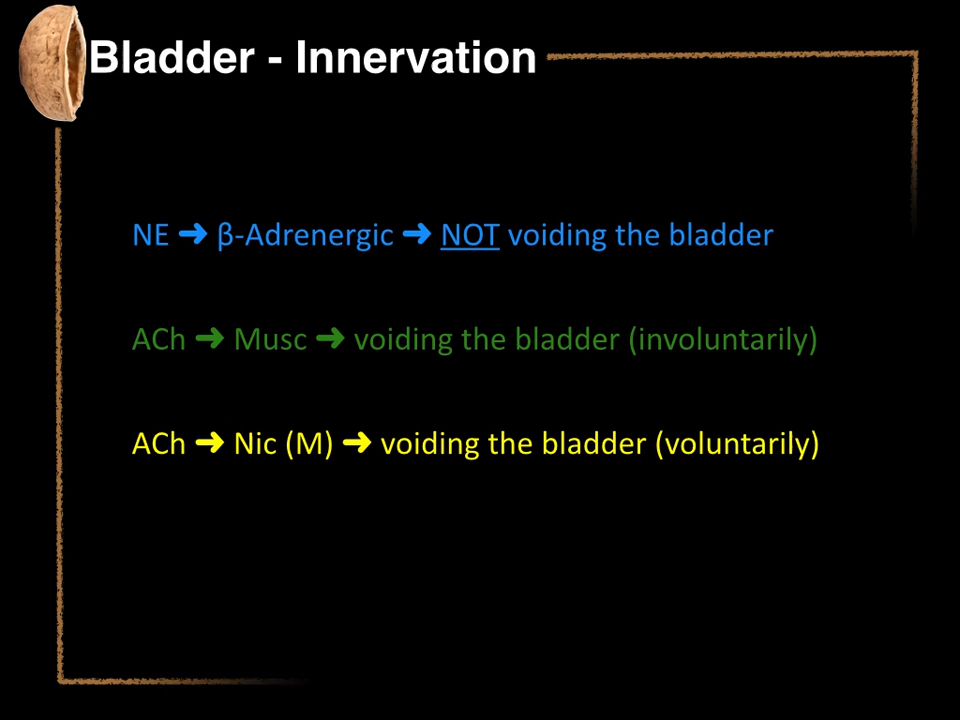 Bladder - Innervation
NE ➜ β-Adrenergic ➜ NOT voiding the bladder
ACh ➜ Musc ➜ voiding the bladder (involuntarily)
ACh ➜ Nic (M) ➜ voiding the bladder (voluntarily)